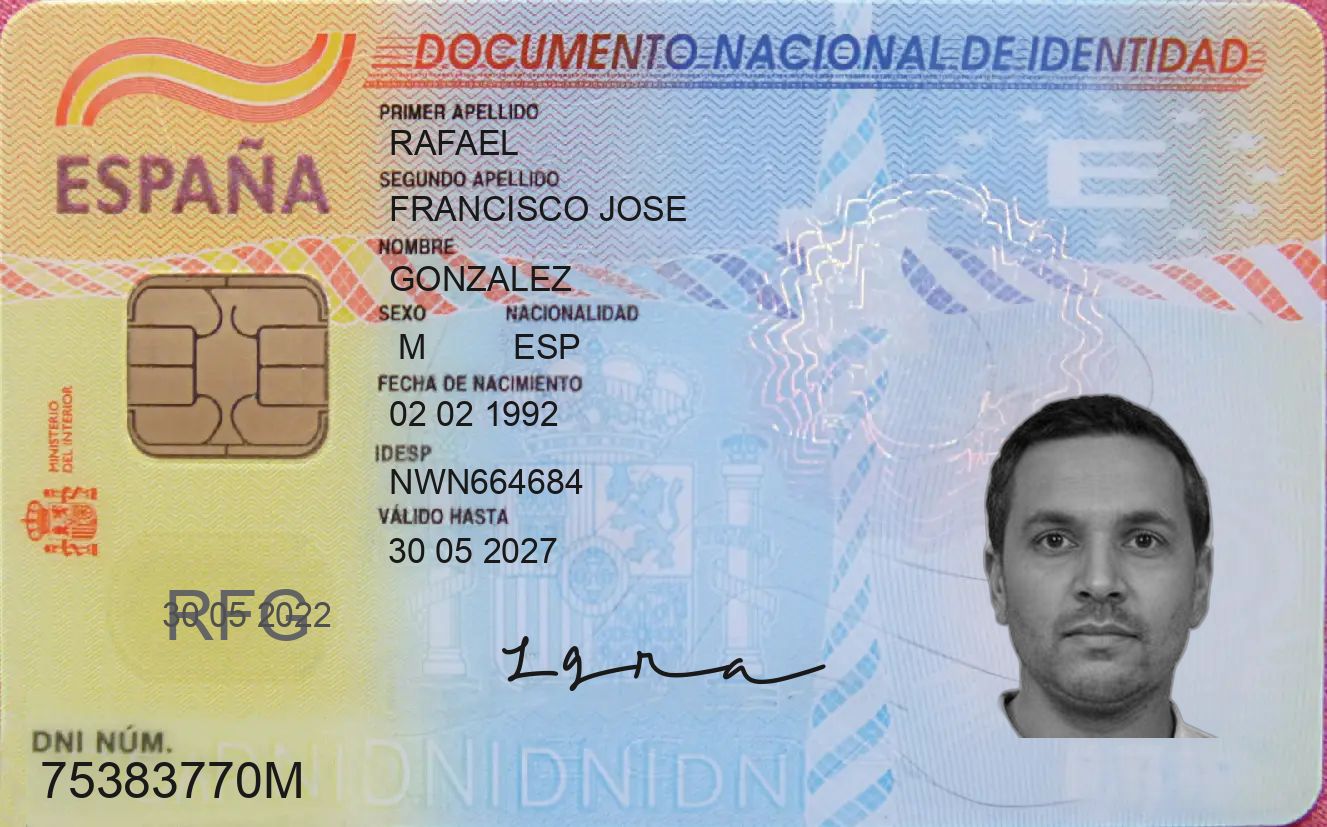 DOCUMENTO NACIONAL DE IDENTIDAD
ESPAÑA
PRIMER APELLIDO
RAFAEL
SEGUNDO APELLIDO
FRANCISCO JOSE
NOMBRE
GONZALEZ
SEXO NACIONALIDAD
M ESP
FECHA DE NACIMIENTO
02 02 1992
IDESP
NWN664684
VÁLIDO HASTA
30 05 2027
MINISTERIO
DEL INTERIOR
E
RFG
30 05 2022
DNI NÚM.
75383770M
DNIDNIDNIDN